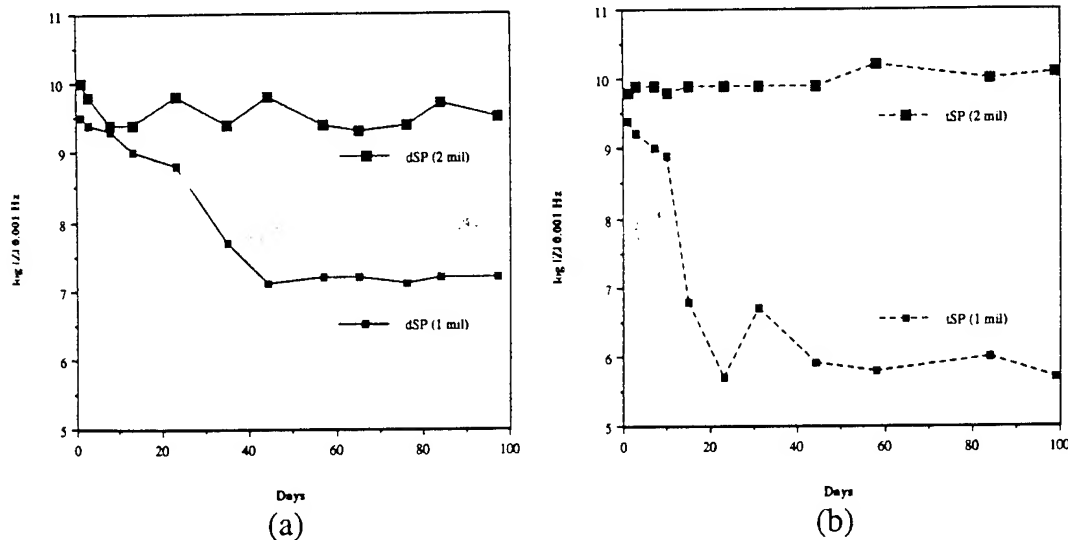 11
10
9
8
7
6
5
log |Z| 0.001 Hz
dSP (2 mil)
dSP (1 mil)
0 20 40 60 80 100
Days
(a)
11
10
9
8
7
6
5
log |Z| 0.001 Hz
tSP (2 mil)
tSP (1 mil)
0 20 40 60 80 100
Days
(b)